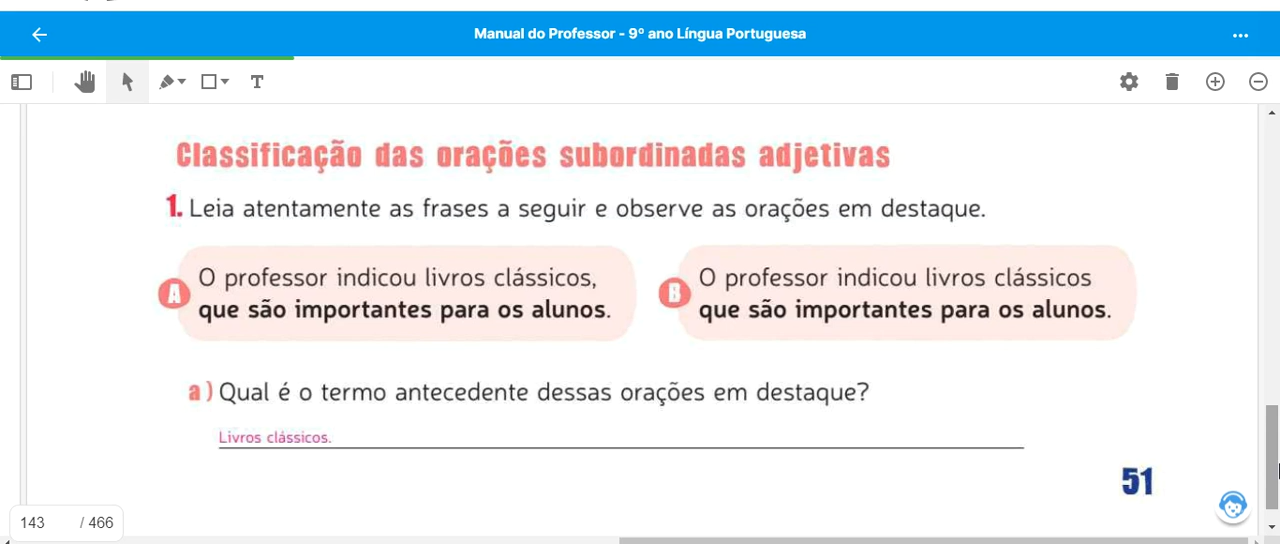 Manual do Professor - 9º ano Língua Portuguesa
T
Classificação das orações subordinadas adjetivas
1. Leia atentamente as frases a seguir e observe as orações em destaque.
A O professor indicou livros clássicos,
que são importantes para os alunos.
B O professor indicou livros clássicos
que são importantes para os alunos.
a) Qual é o termo antecedente dessas orações em destaque?
Livros clássicos.
51
143 / 466